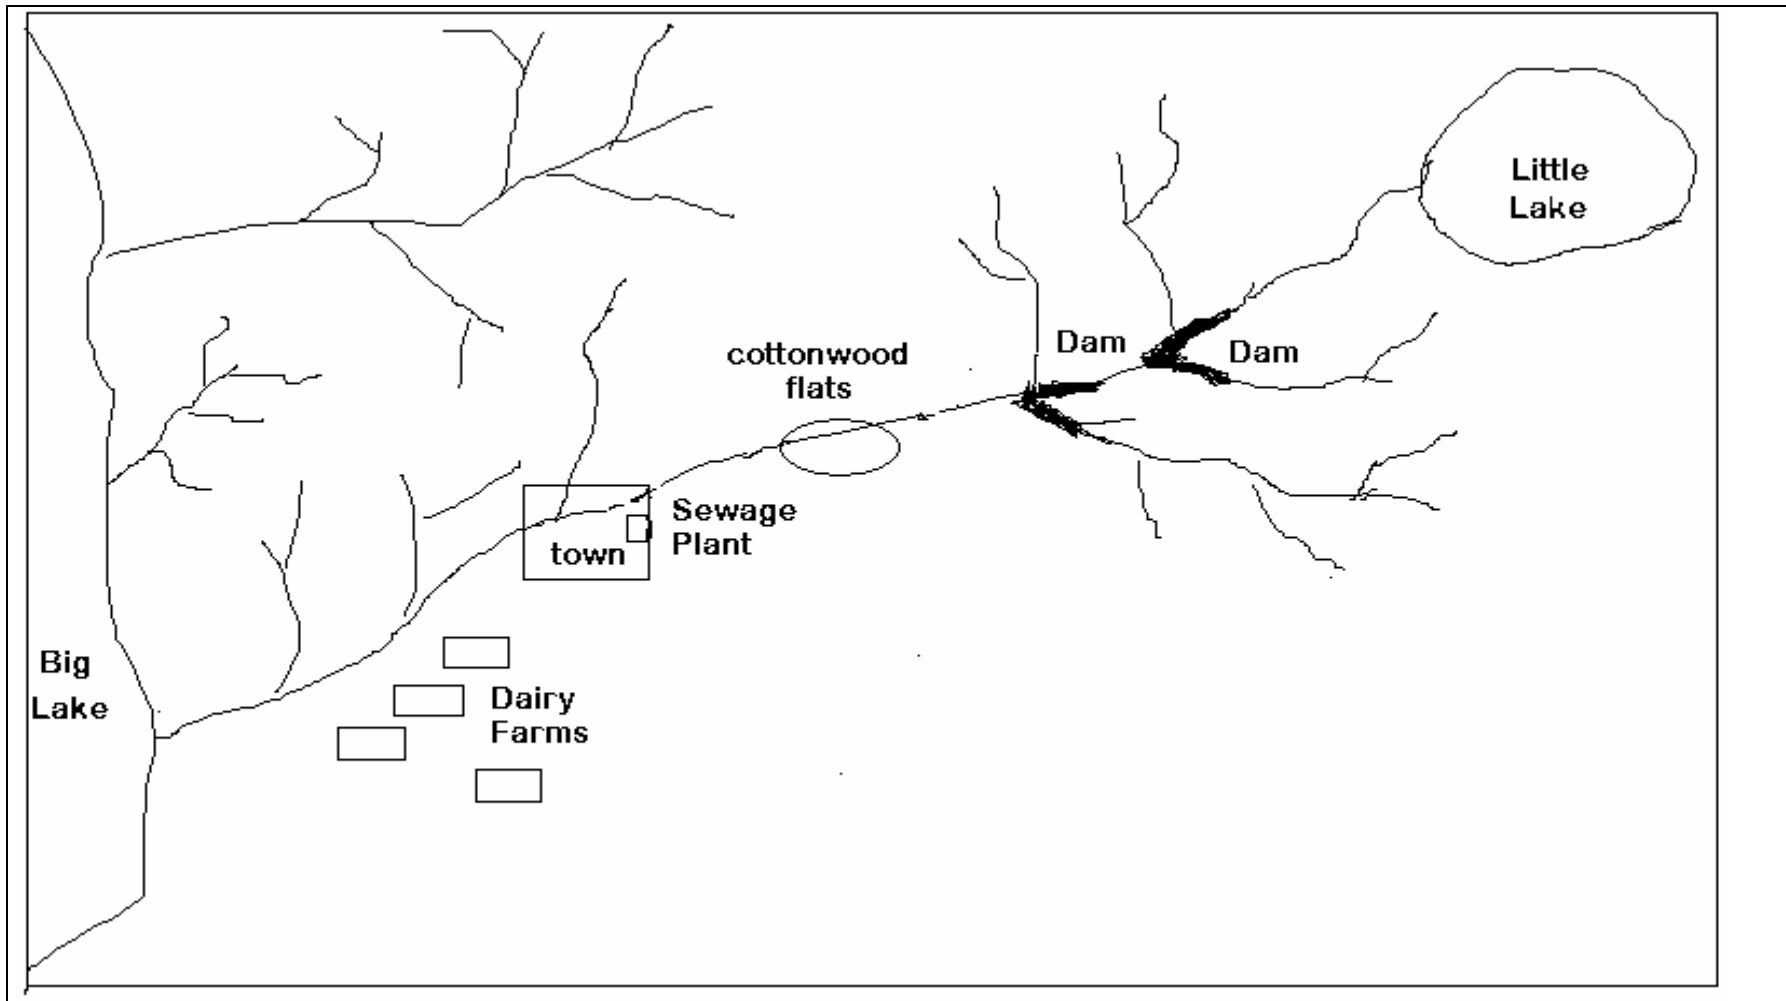 Little
Lake
Dam
Dam
cottonwood
flats
Sewage
Plant
town
Big
Lake
Dairy
Farms